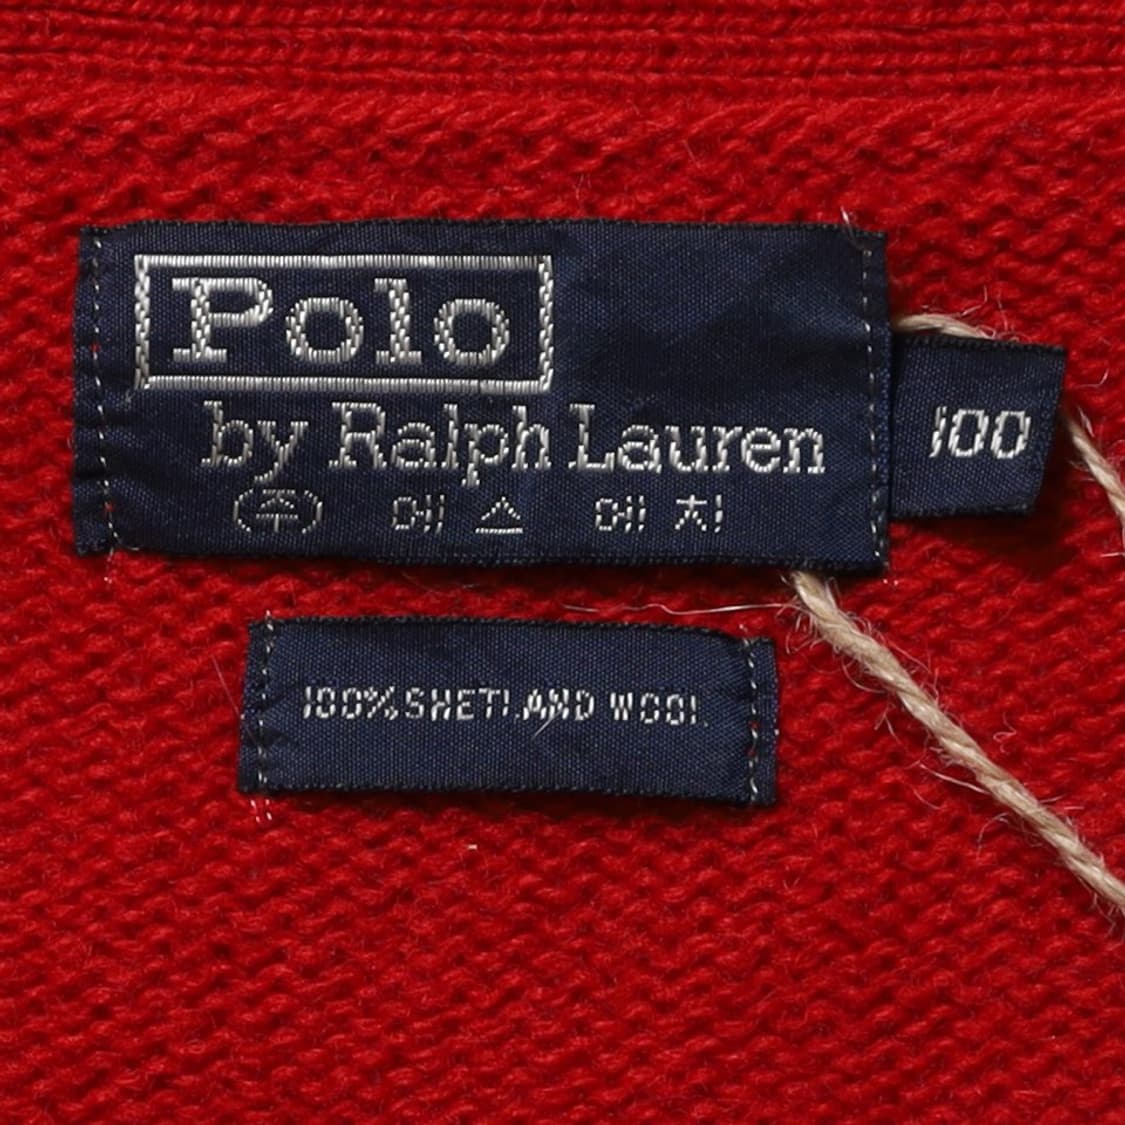 Polo
by Ralph Lauren
(주) 에 스 에 치
100
100% SHETLAND WOOL